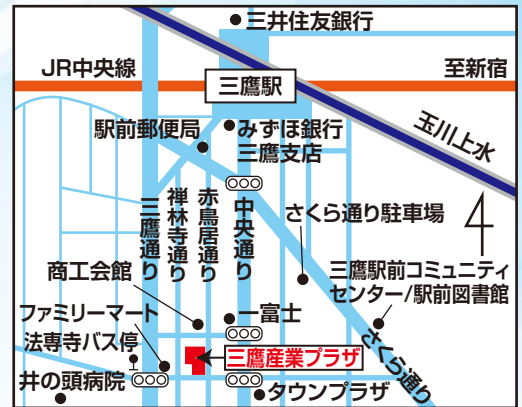 三井住友銀行
JR中央線
至新宿
三鷹駅
玉川上水
駅前郵便局
みずほ銀行
三鷹支店
三鷹通り
禅林寺通り
赤鳥居通り
中央通り
さくら通り駐車場
商工会館
三鷹駅前コミュニティ
センター/駅前図書館
ファミリーマート
一富士
法専寺バス停
三鷹産業プラザ
さくら通り
井の頭病院
タウンプラザ